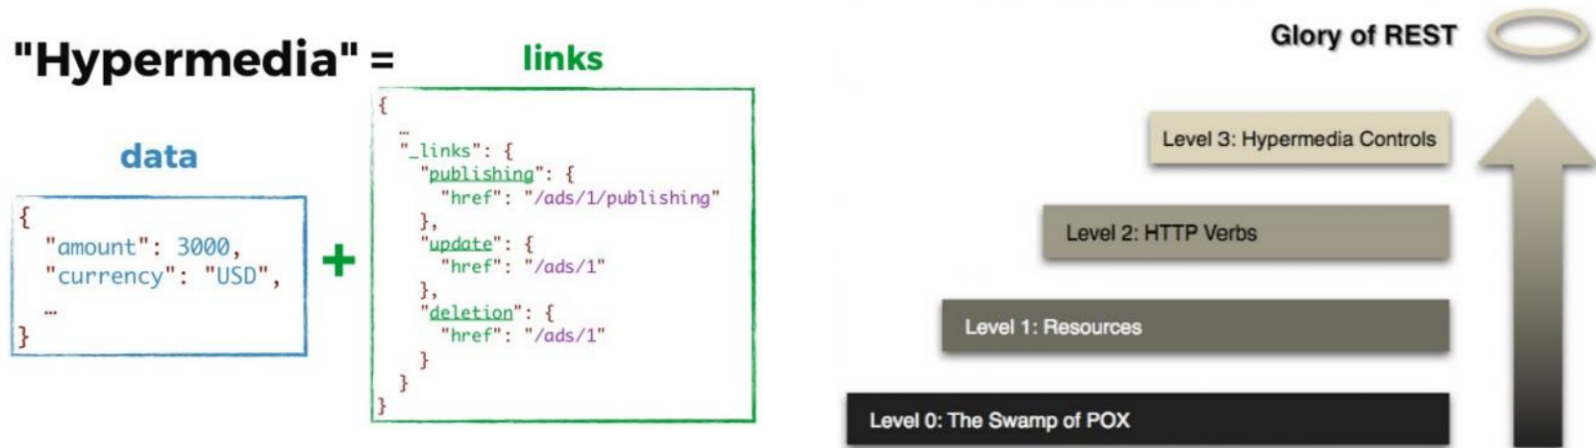 "Hypermedia" =
data
{
"amount": 3000,
"currency": "USD",
…
}
+
links
{
…
"_links": {
"publishing": {
"href": "/ads/1/publishing"
},
"update": {
"href": "/ads/1"
},
"deletion": {
"href": "/ads/1"
}
}
}
Glory of REST
Level 3: Hypermedia Controls
Level 2: HTTP Verbs
Level 1: Resources
Level 0: The Swamp of POX